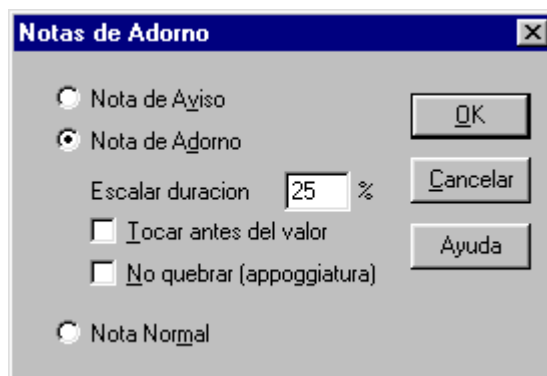 Notas de Adorno
Nota de Aviso
OK
Nota de Adorno
Cancelar
Escalar duracion 25 %
Tocar antes del valor
Ayuda
No quebrar (appoggiatura)
Nota Normal